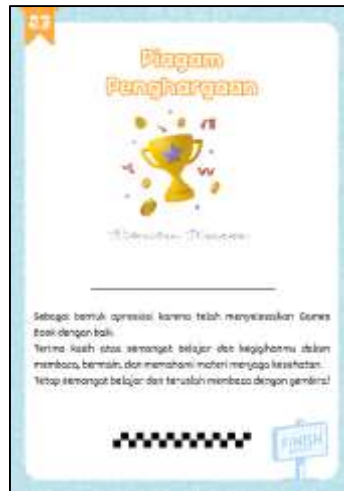 Piagam
Penghargaan
Sebagai bentuk apresiasi karena telah menyelesaikan Games
Book dengan baik.
Terima kasih atas semangat belajar dan kegigihanmu dalam
membaca, bermain, dan memahami materi menjaga kesehatan.
Tetap semangat belajar dan teruslah membaca dengan gembira!
FINISH